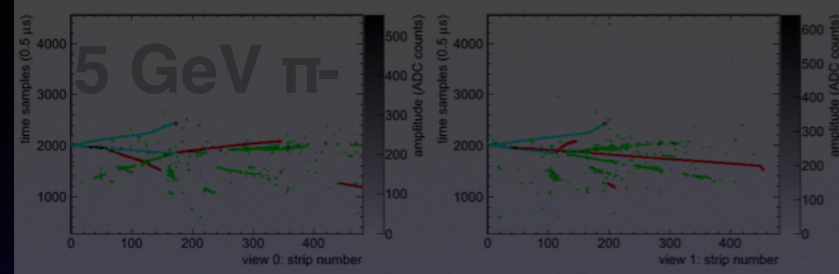 5 GeV π-
time samples (0.5 µs)
4000
3000
2000
1000
0 100 200 300 400
view 0: strip number
500
400
300
200
100
0
amplitude (ADC counts)
time samples (0.5 µs)
4000
3000
2000
1000
0 100 200 300 400
view 1: strip number
600
500
400
300
200
100
0
amplitude (ADC counts)